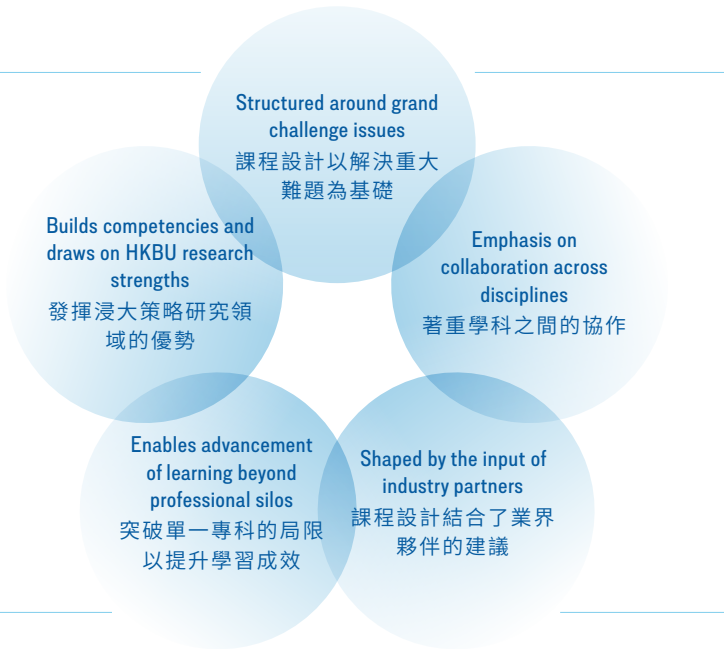 Structured around grand
challenge issues
課程設計以解決重大
難題為基礎
Builds competencies and
draws on HKBU research
strengths
發揮浸大策略研究領
域的優勢
Emphasis on
collaboration across
disciplines
著重學科之間的協作
Enables advancement
of learning beyond
professional silos
突破單一專科的局限
以提升學習成效
Shaped by the input of
industry partners
課程設計結合了業界
夥伴的建議